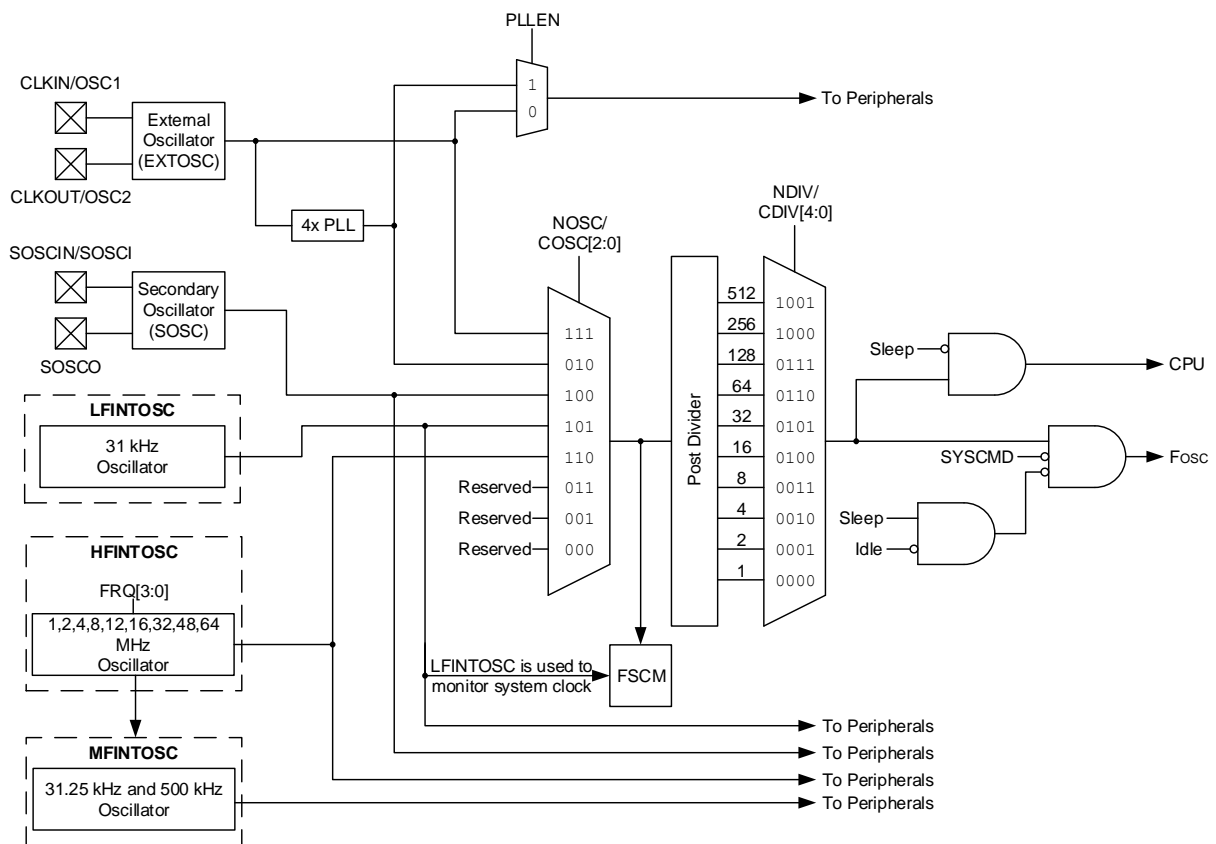 PLLEN
CLKIN/OSC1
1
0
To Peripherals
External
Oscillator
(EXTOSC)
CLKOUT/OSC2
4x PLL
NOSC/
COSC[2:0]
NDIV/
CDIV[4:0]
SOSCIN/SOSCI
Secondary
Oscillator
(SOSC)
SOSCO
111
010
100
101
110
Reserved 011
Reserved 001
Reserved 000
Post Divider
512 1001
256 1000
128 0111
64 0110
32 0101
16 0100
8 0011
4 0010
2 0001
1 0000
Sleep
CPU
SYSCMD
Fosc
Sleep
Idle
LFINTOSC
31 kHz
Oscillator
HFINTOSC
FRQ[3:0]
1,2,4,8,12,16,32,48,64
MHz
Oscillator
LFINTOSC is used to
monitor system clock
FSCM
To Peripherals
To Peripherals
To Peripherals
To Peripherals
MFINTOSC
31.25 kHz and 500 kHz
Oscillator